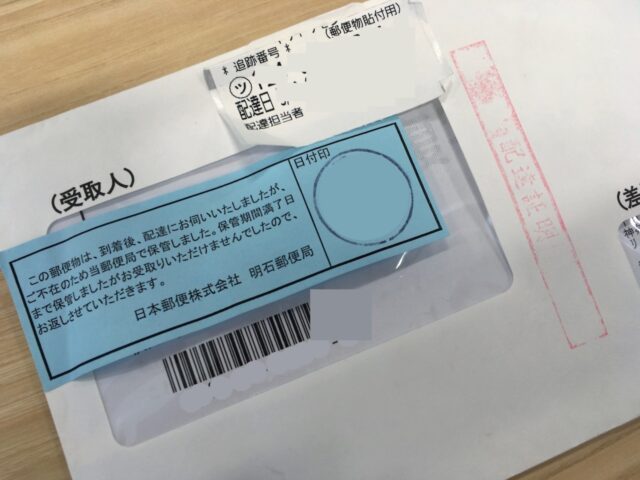 (郵便物貼付用)
* 追跡番号 *
ツ
配達日
配達担当者
(受取人)
日付印
この郵便物は、到着後、配達にお伺いいたしましたが、
ご不在のため当郵便局で保管しました。保管期間満了日
まで保管しましたがお受取りいただけませんでしたので、
お返しさせていただきます。
日本郵便株式会社 明石郵便局
記送
(差